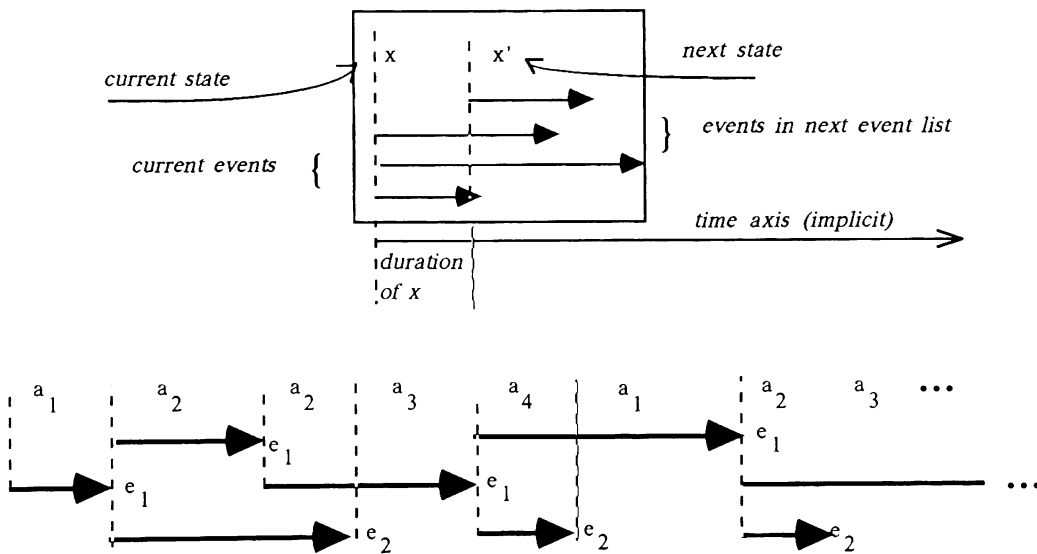 x
x'
next state
current state
events in next event list
}
current events
{
time axis (implicit)
duration
of x
a1 a2 a2 a3 a4 a1 a2 a3 •••
e1
e1
e1
e1
e2
e2
e2
•••